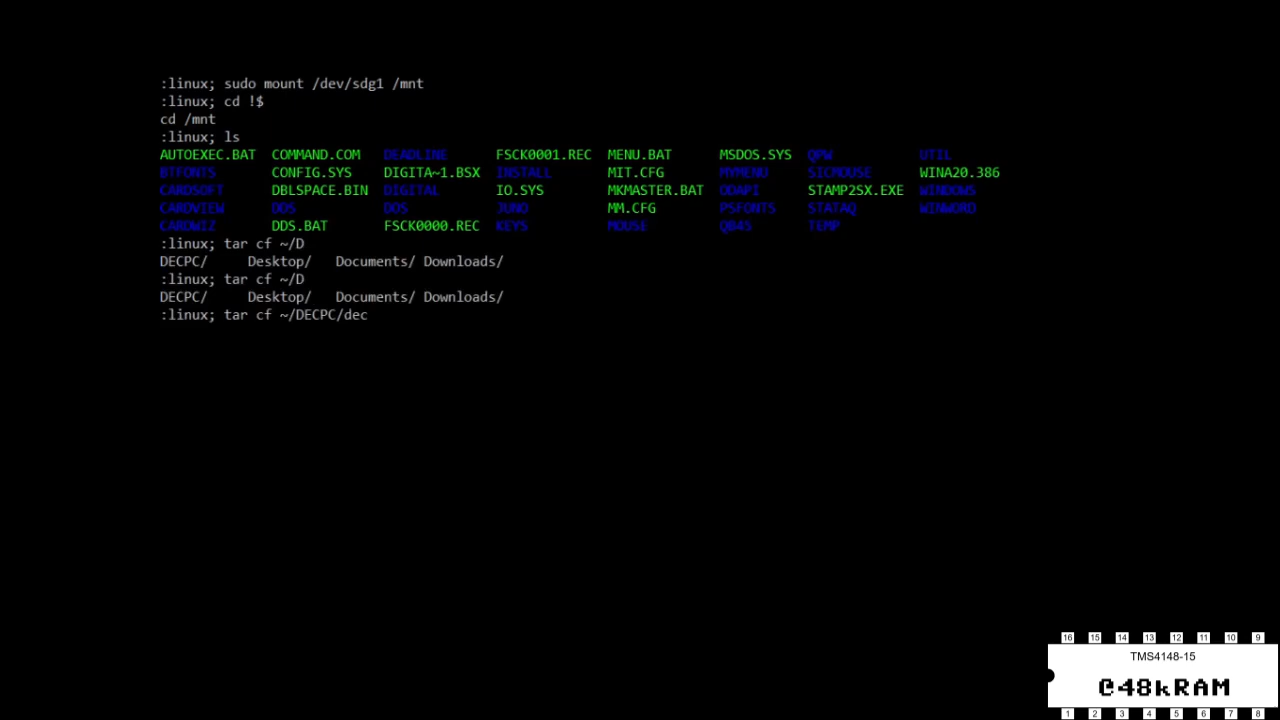 :linux; sudo mount /dev/sdg1 /mnt
:linux; cd !$
cd /mnt
:linux; ls
AUTOEXEC.BAT COMMAND.COM DEADLINE FSCK0001.REC MENU.BAT MSDOS.SYS QPW UTIL
BTFONTS CONFIG.SYS DIGITA~1.BSX INSTALL MIT.CFG MYMENU SICMOUSE WINA20.386
CARDSOFT DBLSPACE.BIN DIGITAL IO.SYS MKMASTER.BAT ODAPI STAMP2SX.EXE WINDOWS
CARDVIEW DOS DOS JUNO MM.CFG PSFONTS STATAQ WINWORD
CARDWIZ DDS.BAT FSCK0000.REC KEYS MOUSE QB45 TEMP
:linux; tar cf ~/D
DECPC/ Desktop/ Documents/ Downloads/
:linux; tar cf ~/D
DECPC/ Desktop/ Documents/ Downloads/
:linux; tar cf ~/DECPC/dec
16 15 14 13 12 11 10 9
TMS4148-15
@48kRAM
1 2 3 4 5 6 7 8